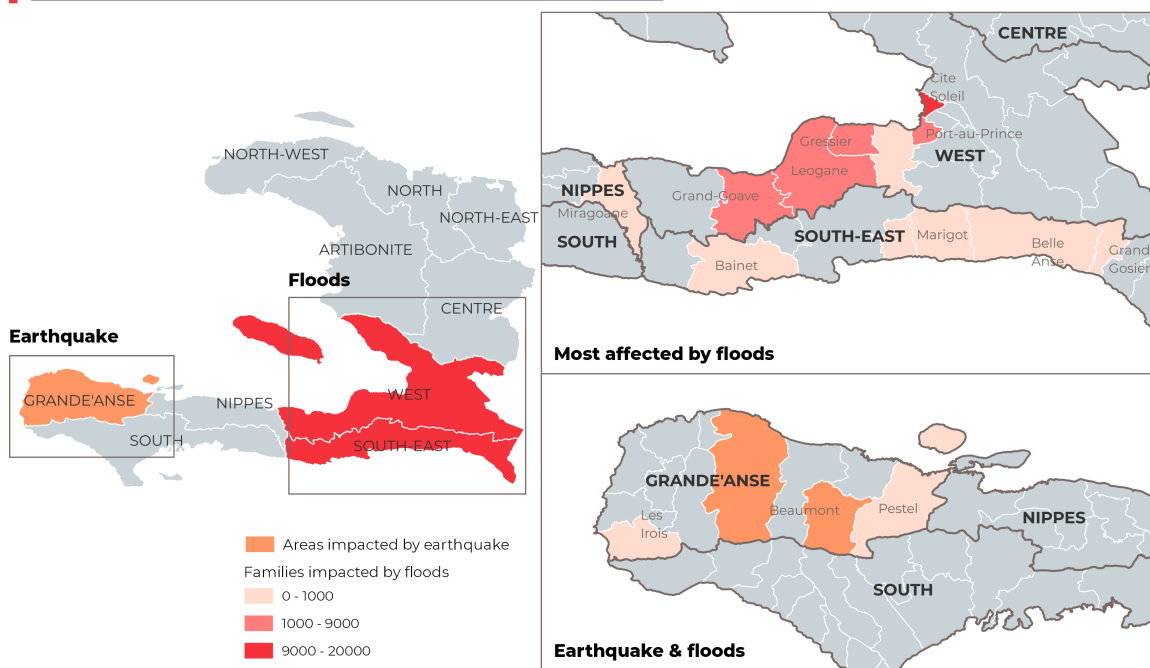 NORTH-WEST
NORTH
NORTH-EAST
ARTIBONITE
Floods
CENTRE
Earthquake
GRANDE'ANSE
NIPPES
WEST
SOUTH
SOUTH-EAST
Areas impacted by earthquake
Families impacted by floods
0 - 1000
1000 - 9000
9000 - 20000
CENTRE
Cite
Soleil
Port-au-Prince
Gressier
WEST
Leogane
NIPPES
Grand-Goave
Miragoane
SOUTH
SOUTH-EAST
Marigot
Belle
Anse
Grand
Gosier
Bainet
Most affected by floods
GRANDE'ANSE
Les
Irois
Beaumont
Pestel
NIPPES
SOUTH
Earthquake & floods